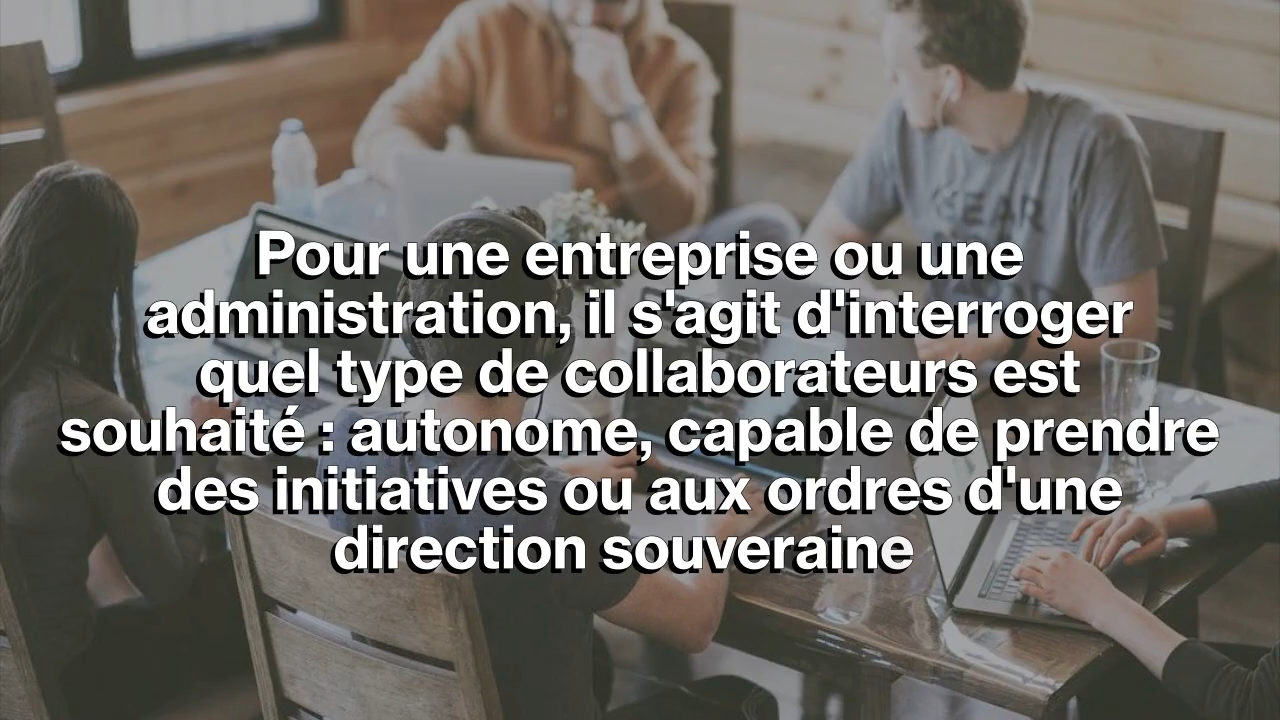 Pour une entreprise ou une
administration, il s'agit d'interroger
quel type de collaborateurs est
souhaité : autonome, capable de prendre
des initiatives ou aux ordres d'une
direction souveraine